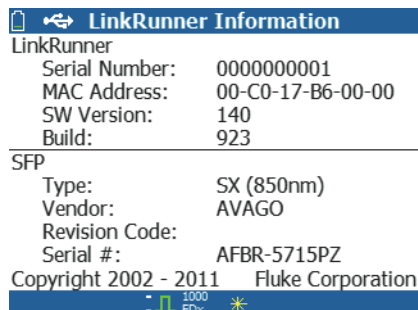 LinkRunner Information
LinkRunner
Serial Number: 0000000001
MAC Address: 00-C0-17-B6-00-00
SW Version: 140
Build: 923
SFP
Type: SX (850nm)
Vendor: AVAGO
Revision Code:
Serial #: AFBR-5715PZ
Copyright 2002 - 2011 Fluke Corporation
1000
FDx